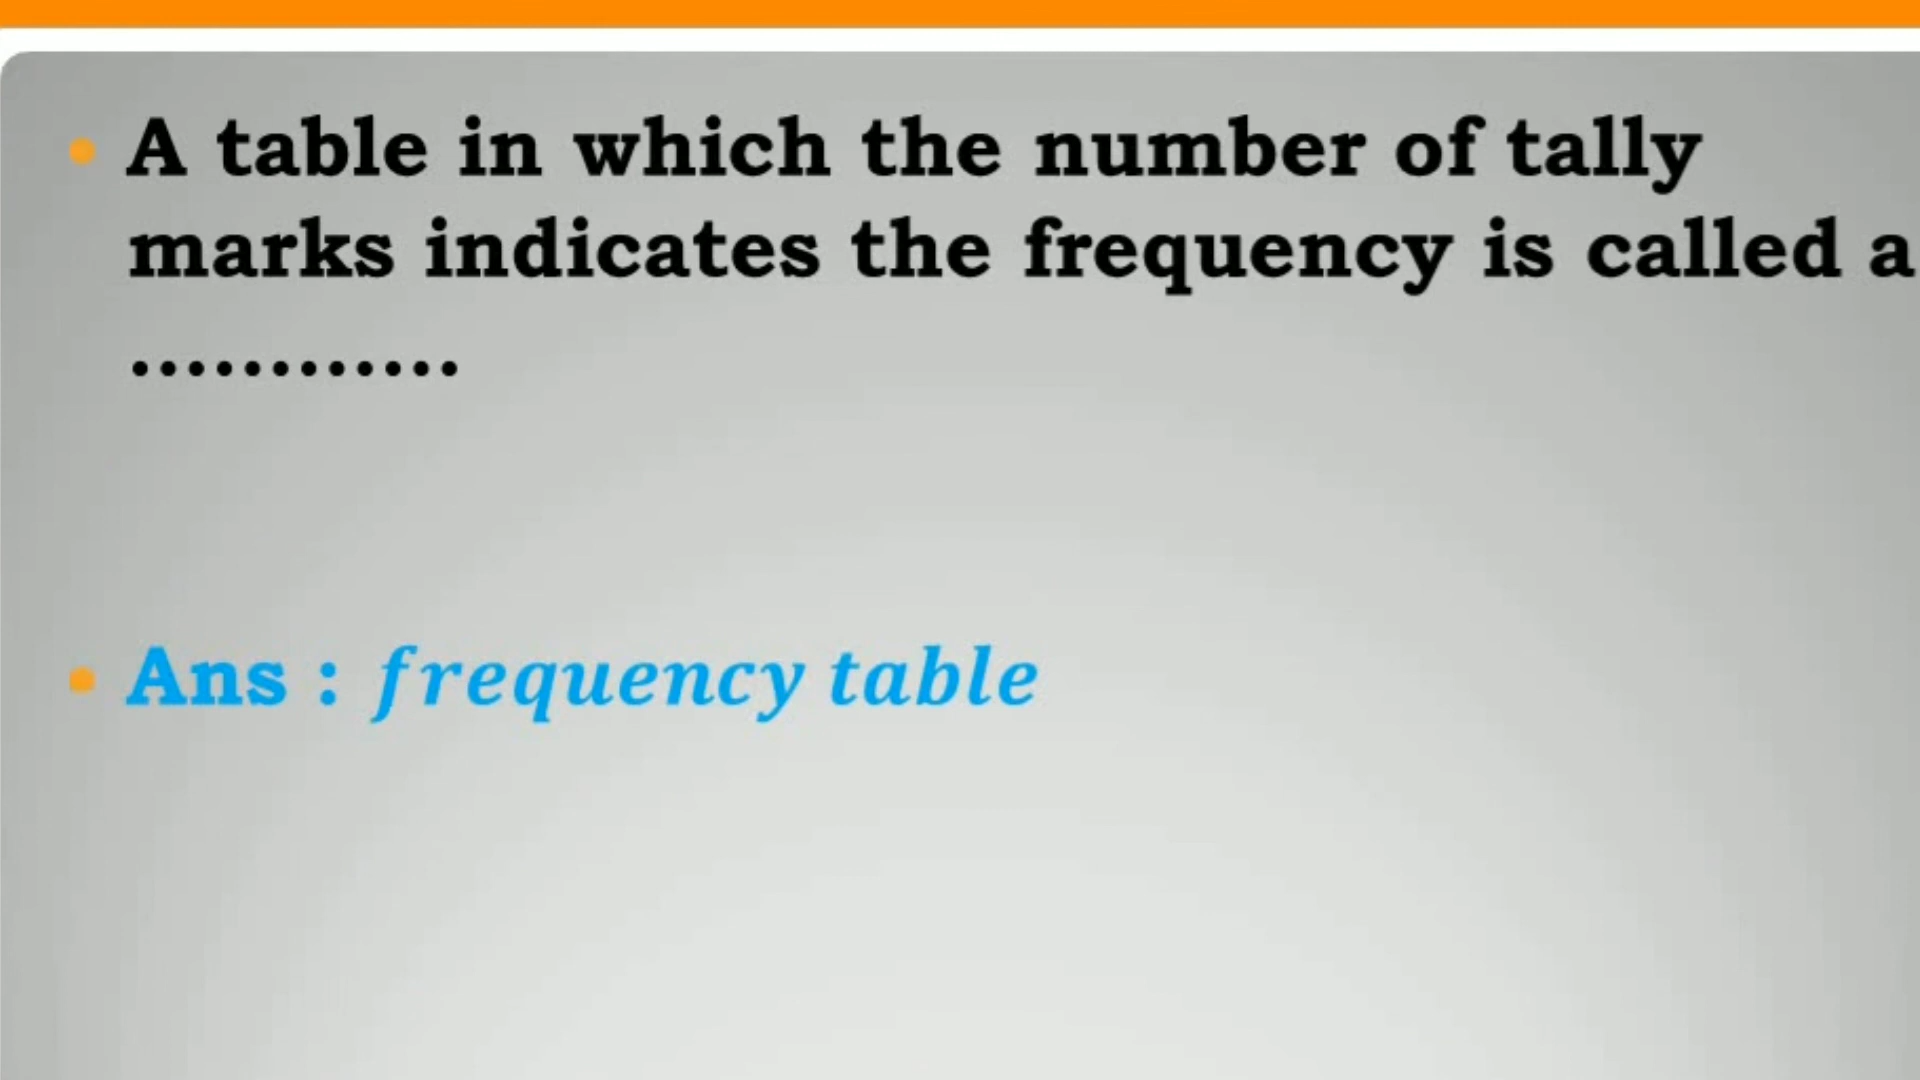 • A table in which the number of tally
marks indicates the frequency is called a
............
• Ans : frequency table